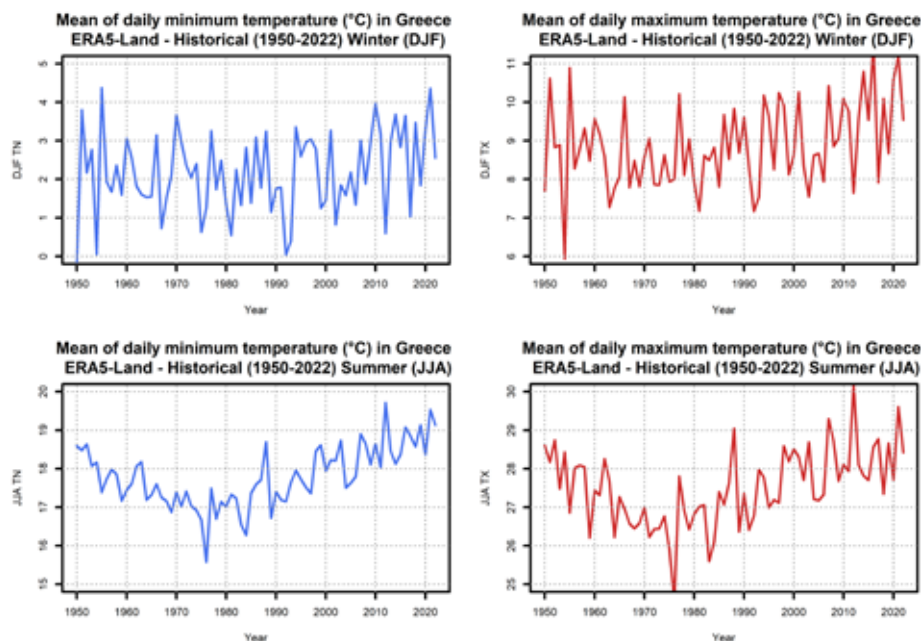 Mean of daily minimum temperature (°C) in Greece
ERA5-Land - Historical (1950-2022) Winter (DJF)
DJF TN
5
4
3
2
1
0
1950 1960 1970 1980 1990 2000 2010 2020
Year
Mean of daily maximum temperature (°C) in Greece
ERA5-Land - Historical (1950-2022) Winter (DJF)
DJF TX
11
10
9
8
7
6
1950 1960 1970 1980 1990 2000 2010 2020
Year
Mean of daily minimum temperature (°C) in Greece
ERA5-Land - Historical (1950-2022) Summer (JJA)
JJA TN
20
19
18
17
16
15
1950 1960 1970 1980 1990 2000 2010 2020
Year
Mean of daily maximum temperature (°C) in Greece
ERA5-Land - Historical (1950-2022) Summer (JJA)
JJA TX
30
29
28
27
26
25
1950 1960 1970 1980 1990 2000 2010 2020
Year